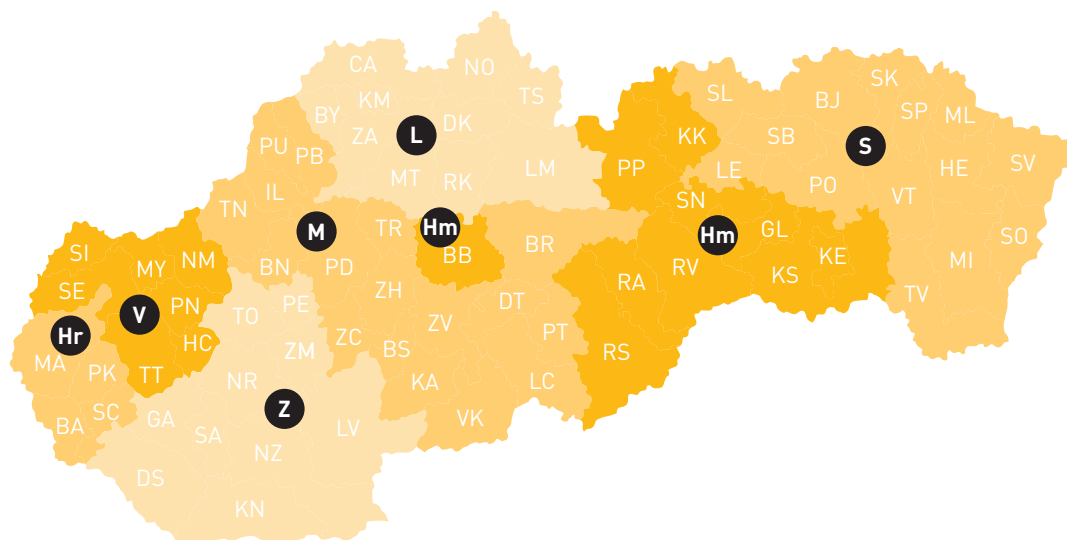 CA
NO
KM
TS
BY
ZA
L
DK
PU
PB
MT
RK
LM
IL
TN
M
TR
Hm
BB
BR
BN
PD
SK
SL
BJ
SP
ML
KK
SB
S
HE
SV
PP
LE
PO
VT
SN
Hm
GL
SO
RV
KS
KE
MI
RA
TV
RS
SI
MY
NM
SE
V
PN
Hr
HC
MA
PK
TT
SC
BA
PE
TO
ZH
DT
ZV
PT
ZM
ZC
BS
NR
KA
LC
Z
GA
LV
VK
SA
NZ
DS
KN